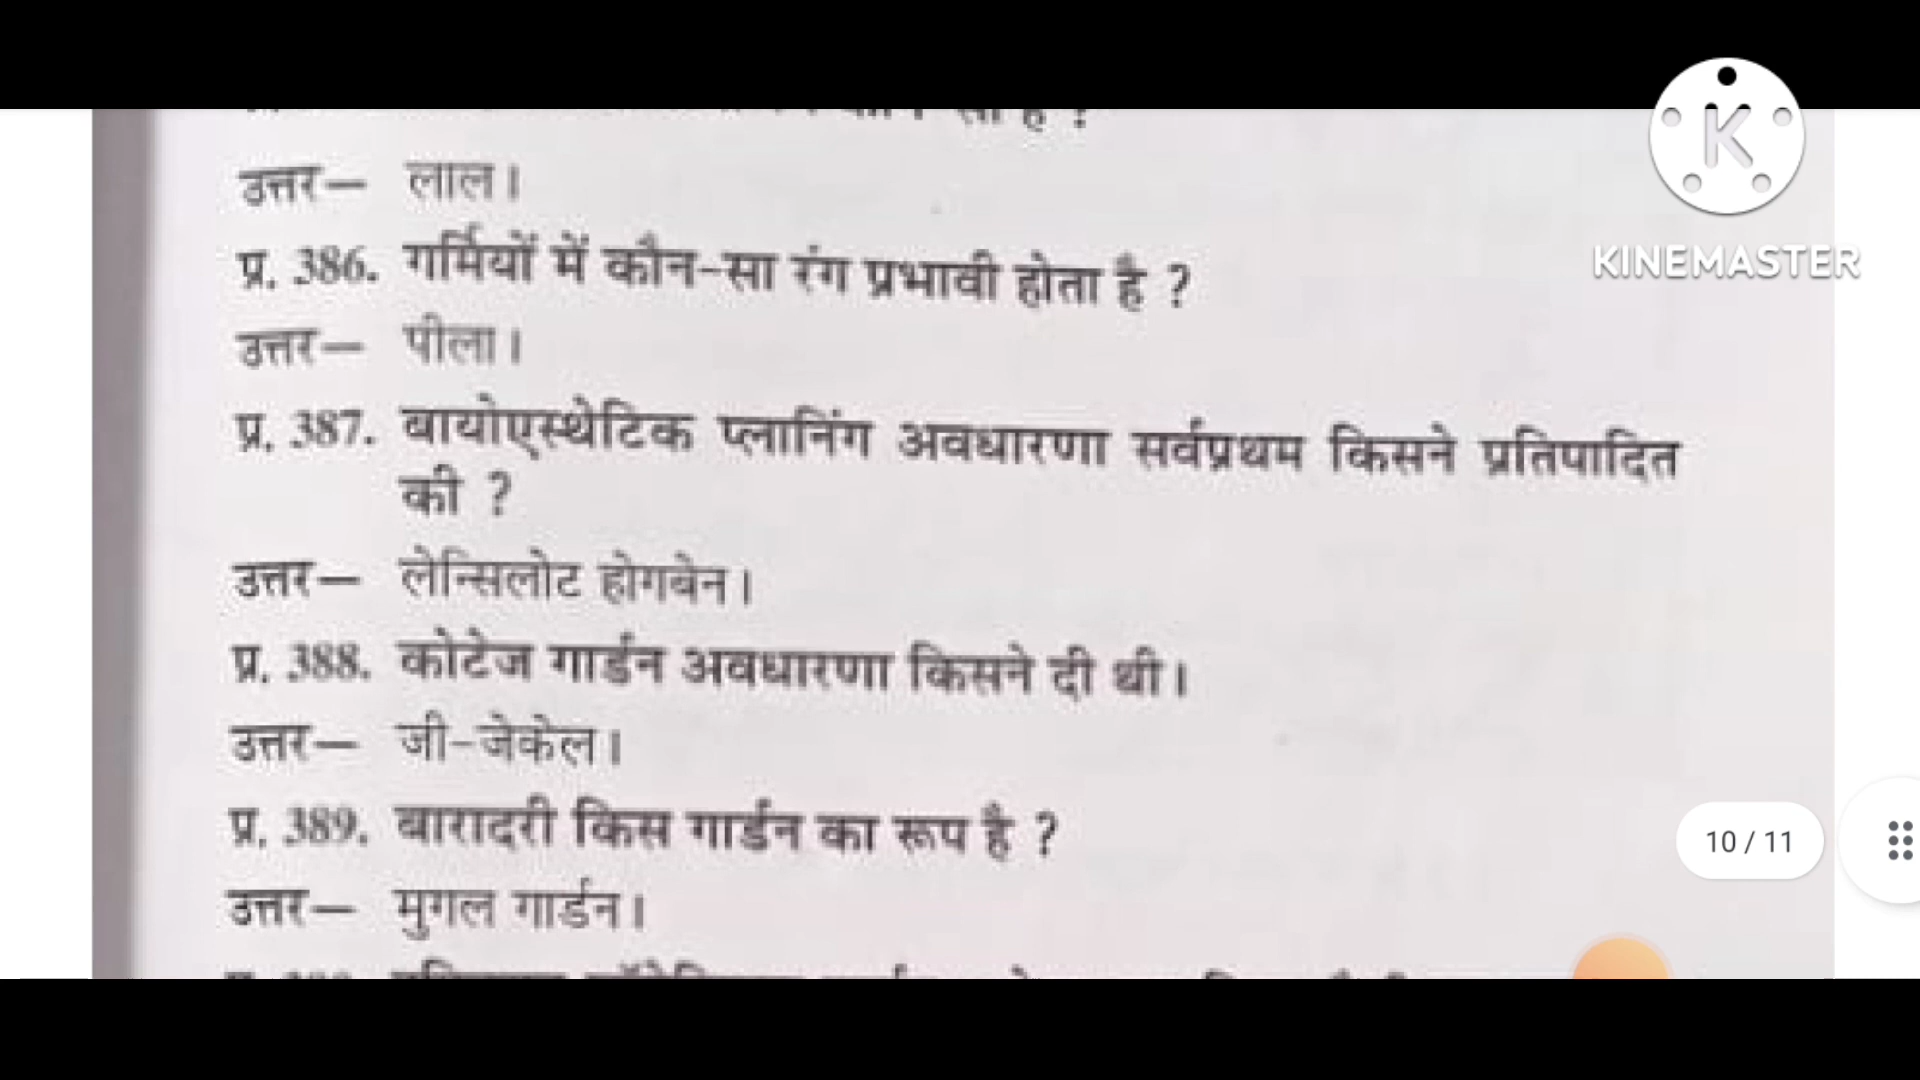 उत्तर— लाल।
प्र. 386. गर्मियों में कौन-सा रंग प्रभावी होता है ?
उत्तर— पीला।
प्र. 387. बायोएस्थेटिक प्लानिंग अवधारणा सर्वप्रथम किसने प्रतिपादित
की ?
उत्तर— लेन्सिलोट होगबेन।
प्र. 388. कोटेज गार्डन अवधारणा किसने दी थी।
उत्तर— जी-जेकेल।
प्र. 389. बारादरी किस गार्डन का रूप है ?
उत्तर— मुगल गार्डन।
K
KINEMASTER
10 / 11